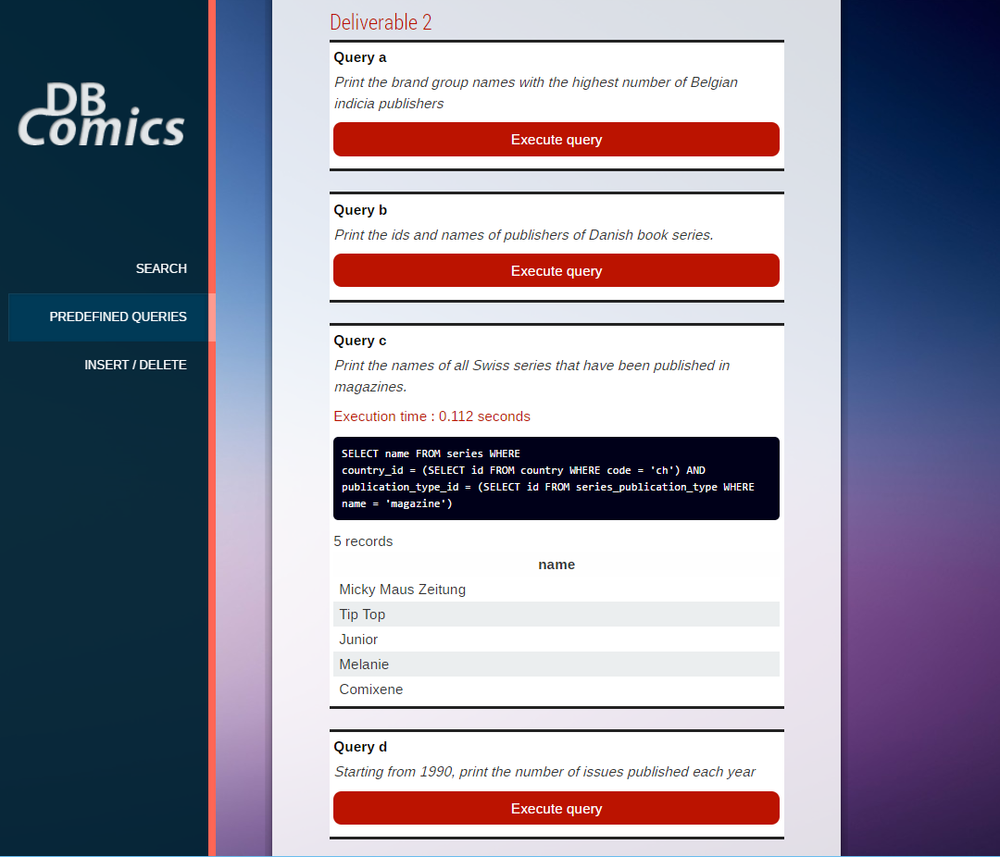 DB
Comics
SEARCH
PREDEFINED QUERIES
INSERT / DELETE
Deliverable 2
Query a
Print the brand group names with the highest number of Belgian
indicia publishers
Execute query
Query b
Print the ids and names of publishers of Danish book series.
Execute query
Query c
Print the names of all Swiss series that have been published in
magazines.
Execution time : 0.112 seconds
SELECT name FROM series WHERE
country_id = (SELECT id FROM country WHERE code = 'ch') AND
publication_type_id = (SELECT id FROM series_publication_type WHERE
name = 'magazine')
5 records
name
Micky Maus Zeitung
Tip Top
Junior
Melanie
Comixene
Query d
Starting from 1990, print the number of issues published each year
Execute query